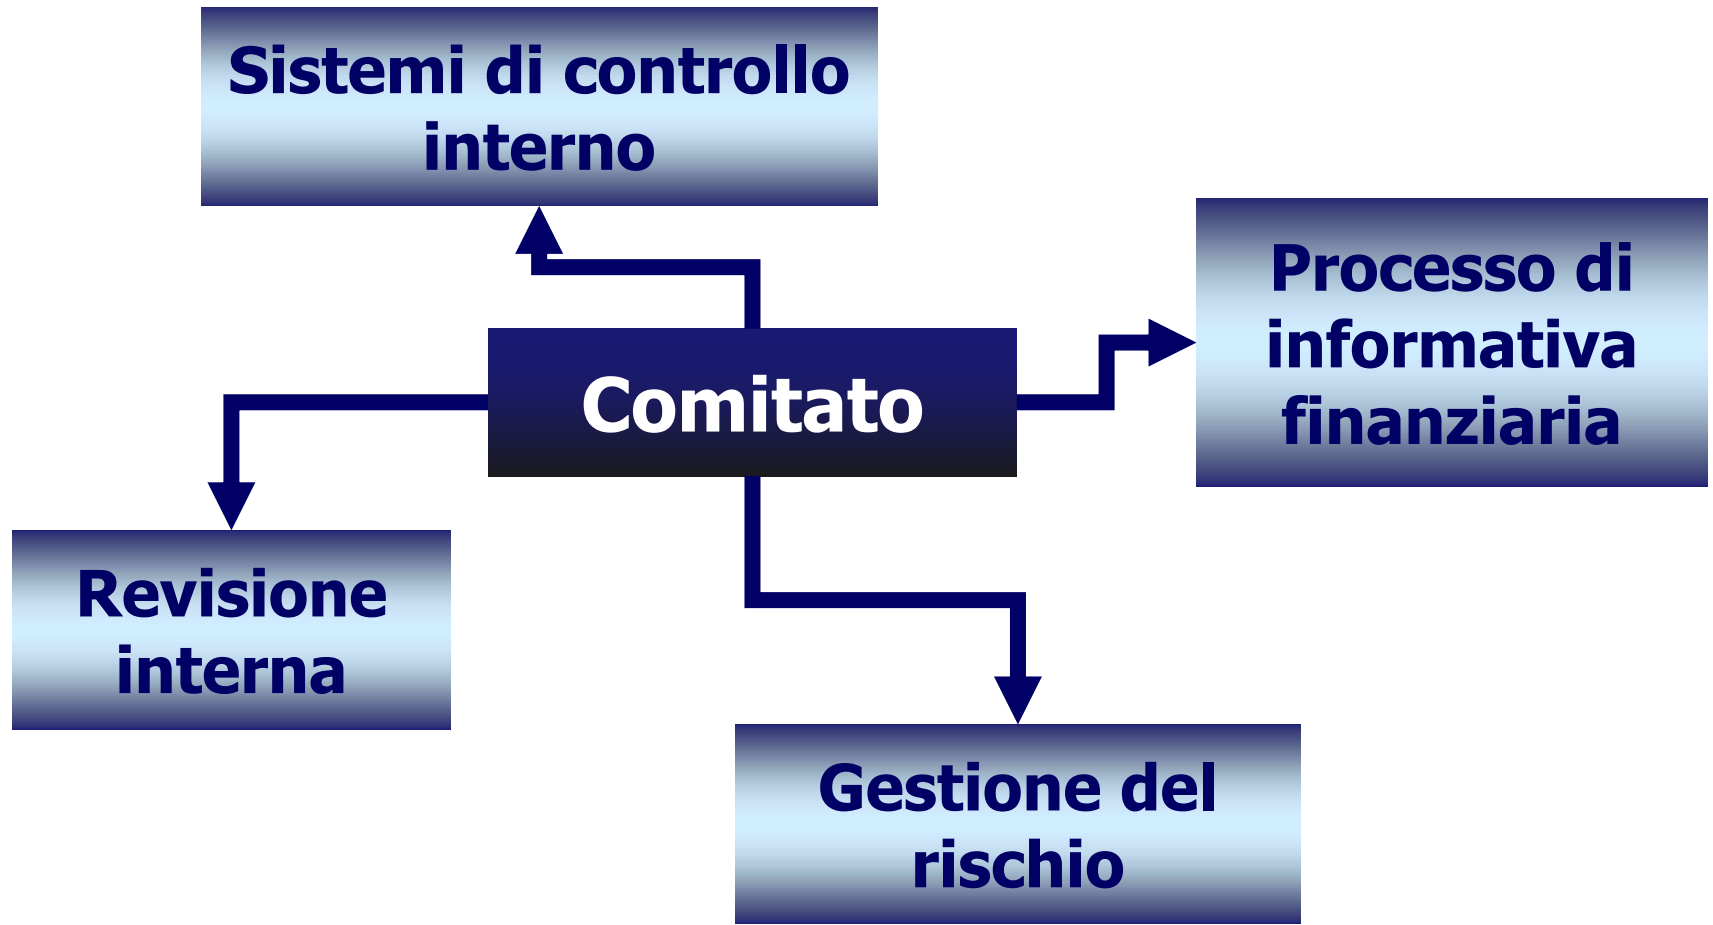 Sistemi di controllo
interno
Processo di
informativa
finanziaria
Comitato
Revisione
interna
Gestione del
rischio